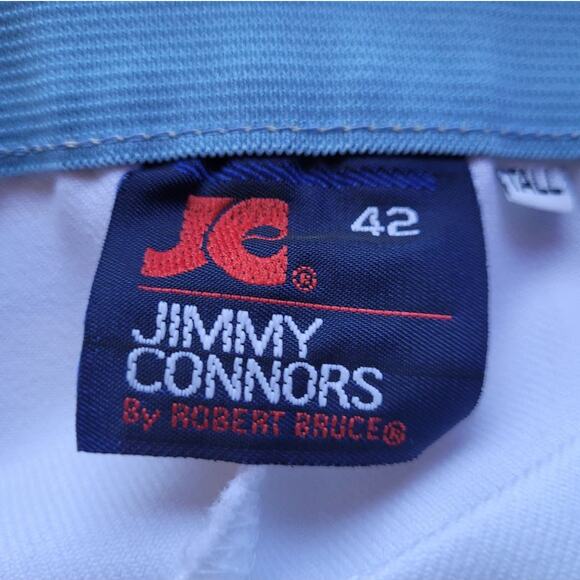 JC® 42
JIMMY
CONNORS
By ROBERT BRUCE®
TALL